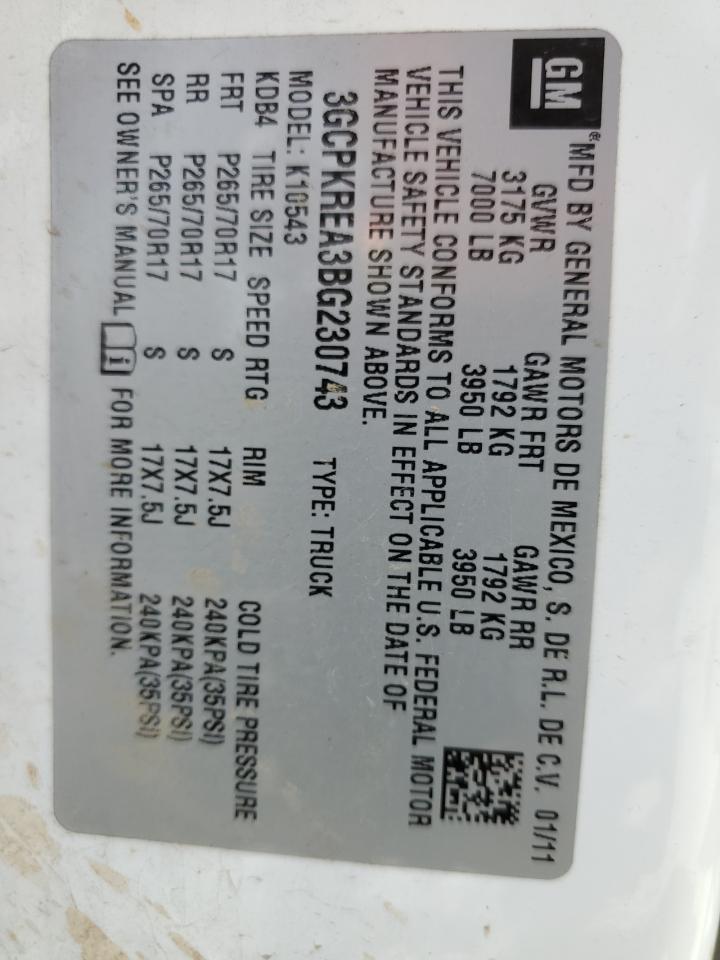 GM
® MFD BY GENERAL MOTORS DE MEXICO, S. DE R.L. DE C.V. 01/11
GVWR GAWR FRT GAWR RR
3175 KG 1792 KG 1792 KG
7000 LB 3950 LB 3950 LB
THIS VEHICLE CONFORMS TO ALL APPLICABLE U.S. FEDERAL MOTOR
VEHICLE SAFETY STANDARDS IN EFFECT ON THE DATE OF
MANUFACTURE SHOWN ABOVE.
3GCPKREA3BG230743 TYPE: TRUCK
MODEL: K10543
KDB4 TIRE SIZE SPEED RTG RIM COLD TIRE PRESSURE
FRT P265/70R17 S 17X7.5J 240KPA(35PSI)
RR P265/70R17 S 17X7.5J 240KPA(35PSI)
SPA P265/70R17 S 17X7.5J 240KPA(35PSI)
SEE OWNER'S MANUAL i FOR MORE INFORMATION.